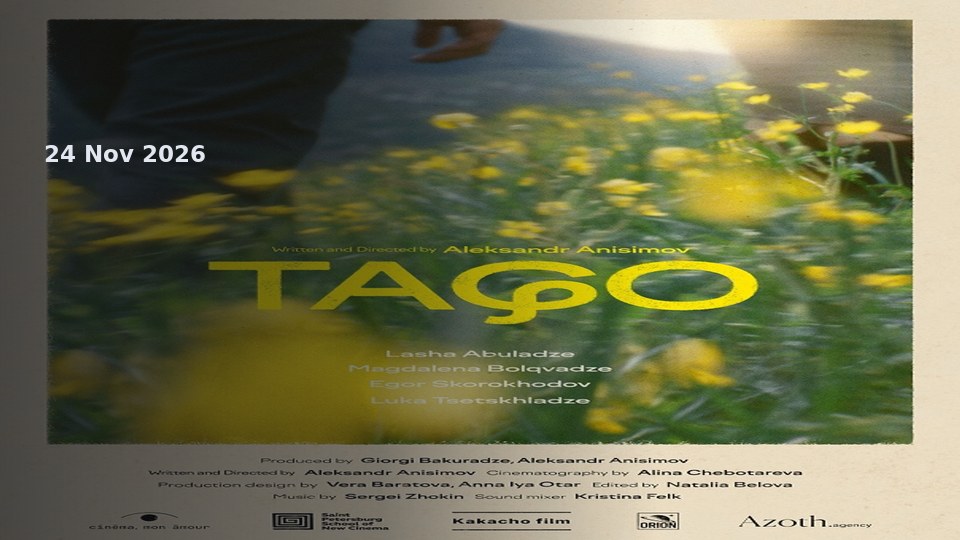 24 Nov 2026
Written and Directed by Aleksandr Anisimov
TAGO
Lasha Abuladze
Magdalena Bolqvadze
Egor Skorokhodov
Luka Tsetskhladze
Produced by Giorgi Bakuradze, Aleksandr Anisimov
Written and Directed by Aleksandr Anisimov Cinematography by Alina Chebotareva
Production design by Vera Baratova, Anna Iya Otar Edited by Natalia Belova
Music by Sergei Zhokin Sound mixer Kristina Felk
cinéma, mon amour
Saint
Petersburg
School of
New Cinema
Kakacho film
ORION
Azoth.agency